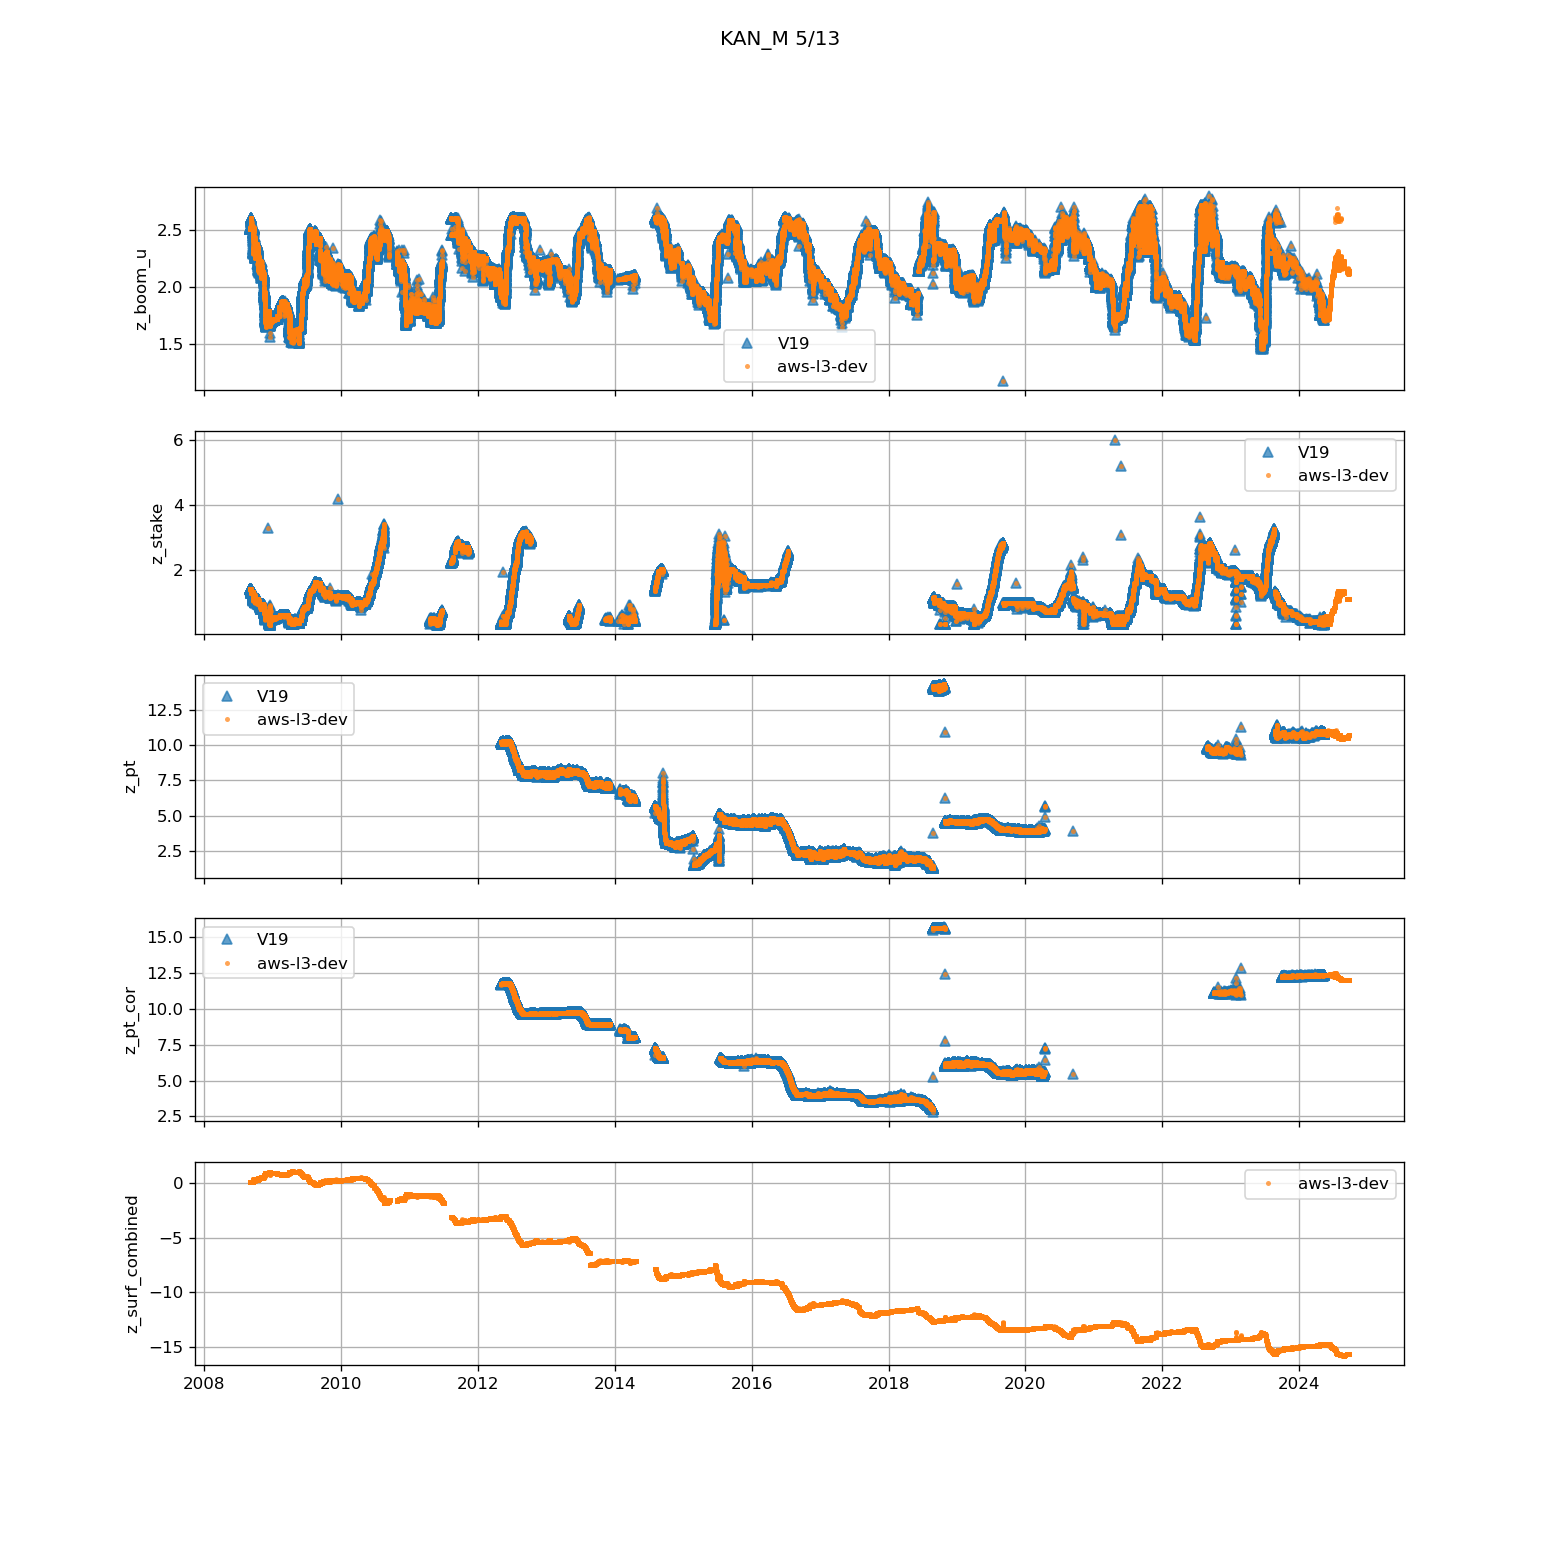 KAN_M 5/13
z_boom_u
2.5
2.0
1.5
V19
aws-l3-dev
z_stake
6
4
2
V19
aws-l3-dev
z_pt
12.5
10.0
7.5
5.0
2.5
V19
aws-l3-dev
z_pt_cor
15.0
12.5
10.0
7.5
5.0
2.5
V19
aws-l3-dev
z_surf_combined
0
−5
−10
−15
aws-l3-dev
2008 2010 2012 2014 2016 2018 2020 2022 2024